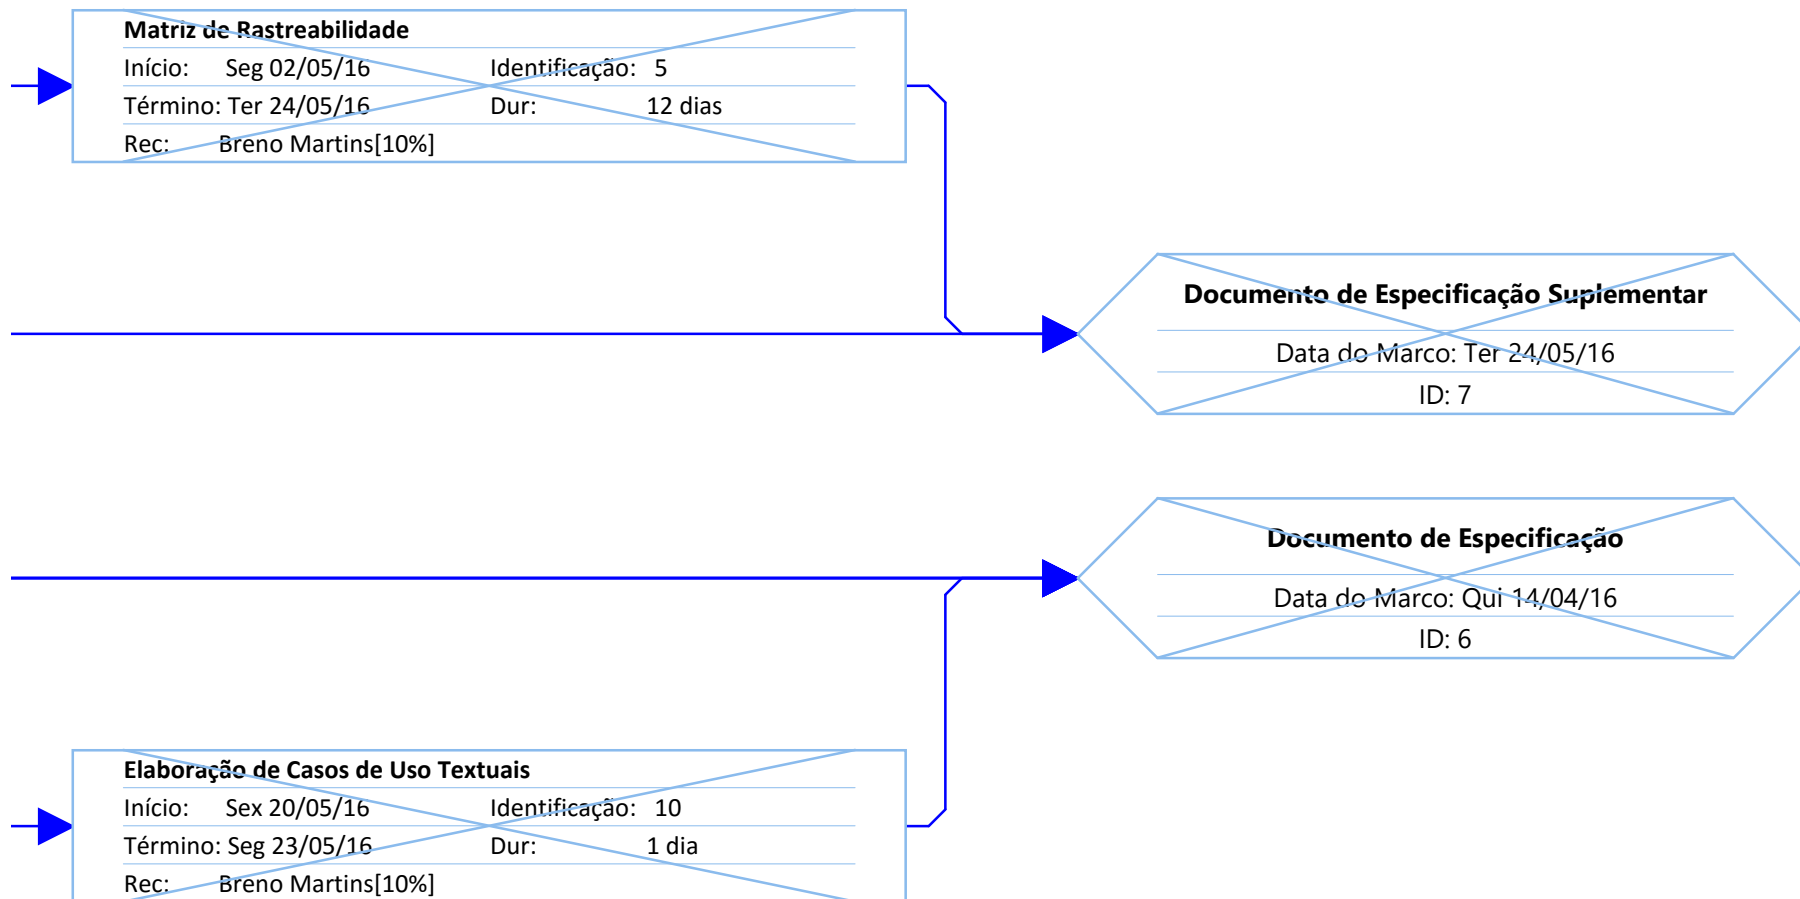 Matriz de Rastreabilidade
Início: Seg 02/05/16 Identificação: 5
Término: Ter 24/05/16 Dur: 12 dias
Rec: Breno Martins[10%]
Documento de Especificação Suplementar
Data do Marco: Ter 24/05/16
ID: 7
Documento de Especificação
Data do Marco: Qui 14/04/16
ID: 6
Elaboração de Casos de Uso Textuais
Início: Sex 20/05/16 Identificação: 10
Término: Seg 23/05/16 Dur: 1 dia
Rec: Breno Martins[10%]